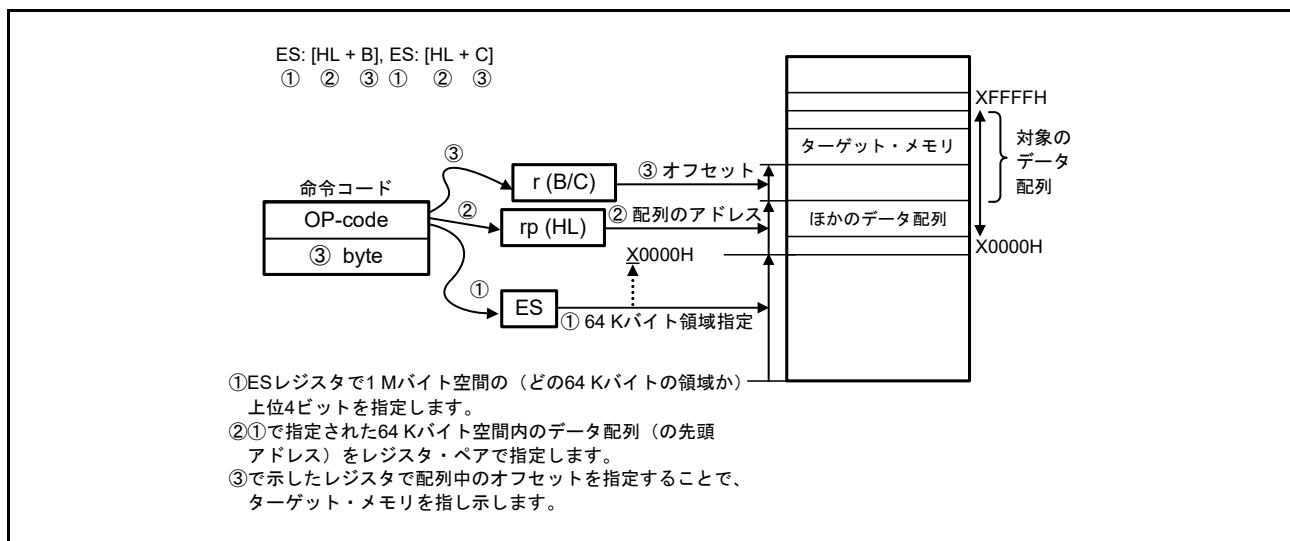 ES: [HL + B], ES: [HL + C]
① ② ③ ① ② ③
XFFFFH
対象の
データ
配列
ターゲット・メモリ
③
③ オフセット
r (B/C)
命令コード
OP-code
②
② 配列のアドレス
rp (HL)
ほかのデータ配列
③ byte
X0000H
X0000H
①
ES
① 64 Kバイト領域指定
①ESレジスタで1 Mバイト空間の（どの64 Kバイトの領域か）
上位4ビットを指定します。
②①で指定された64 Kバイト空間内のデータ配列（の先頭
アドレス）をレジスタ・ペアで指定します。
③で示したレジスタで配列中のオフセットを指定することで、
ターゲット・メモリを指し示します。